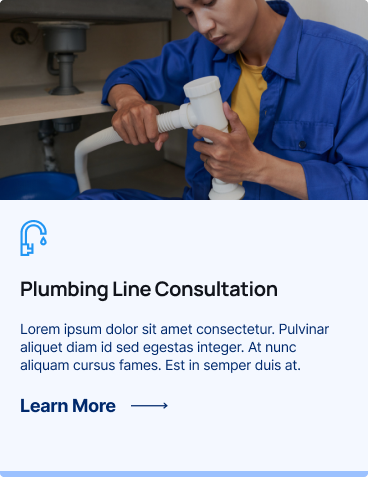 Plumbing Line Consultation
Lorem ipsum dolor sit amet consectetur. Pulvinar
aliquet diam id sed egestas integer. At nunc
aliquam cursus fames. Est in semper duis at.
Learn More